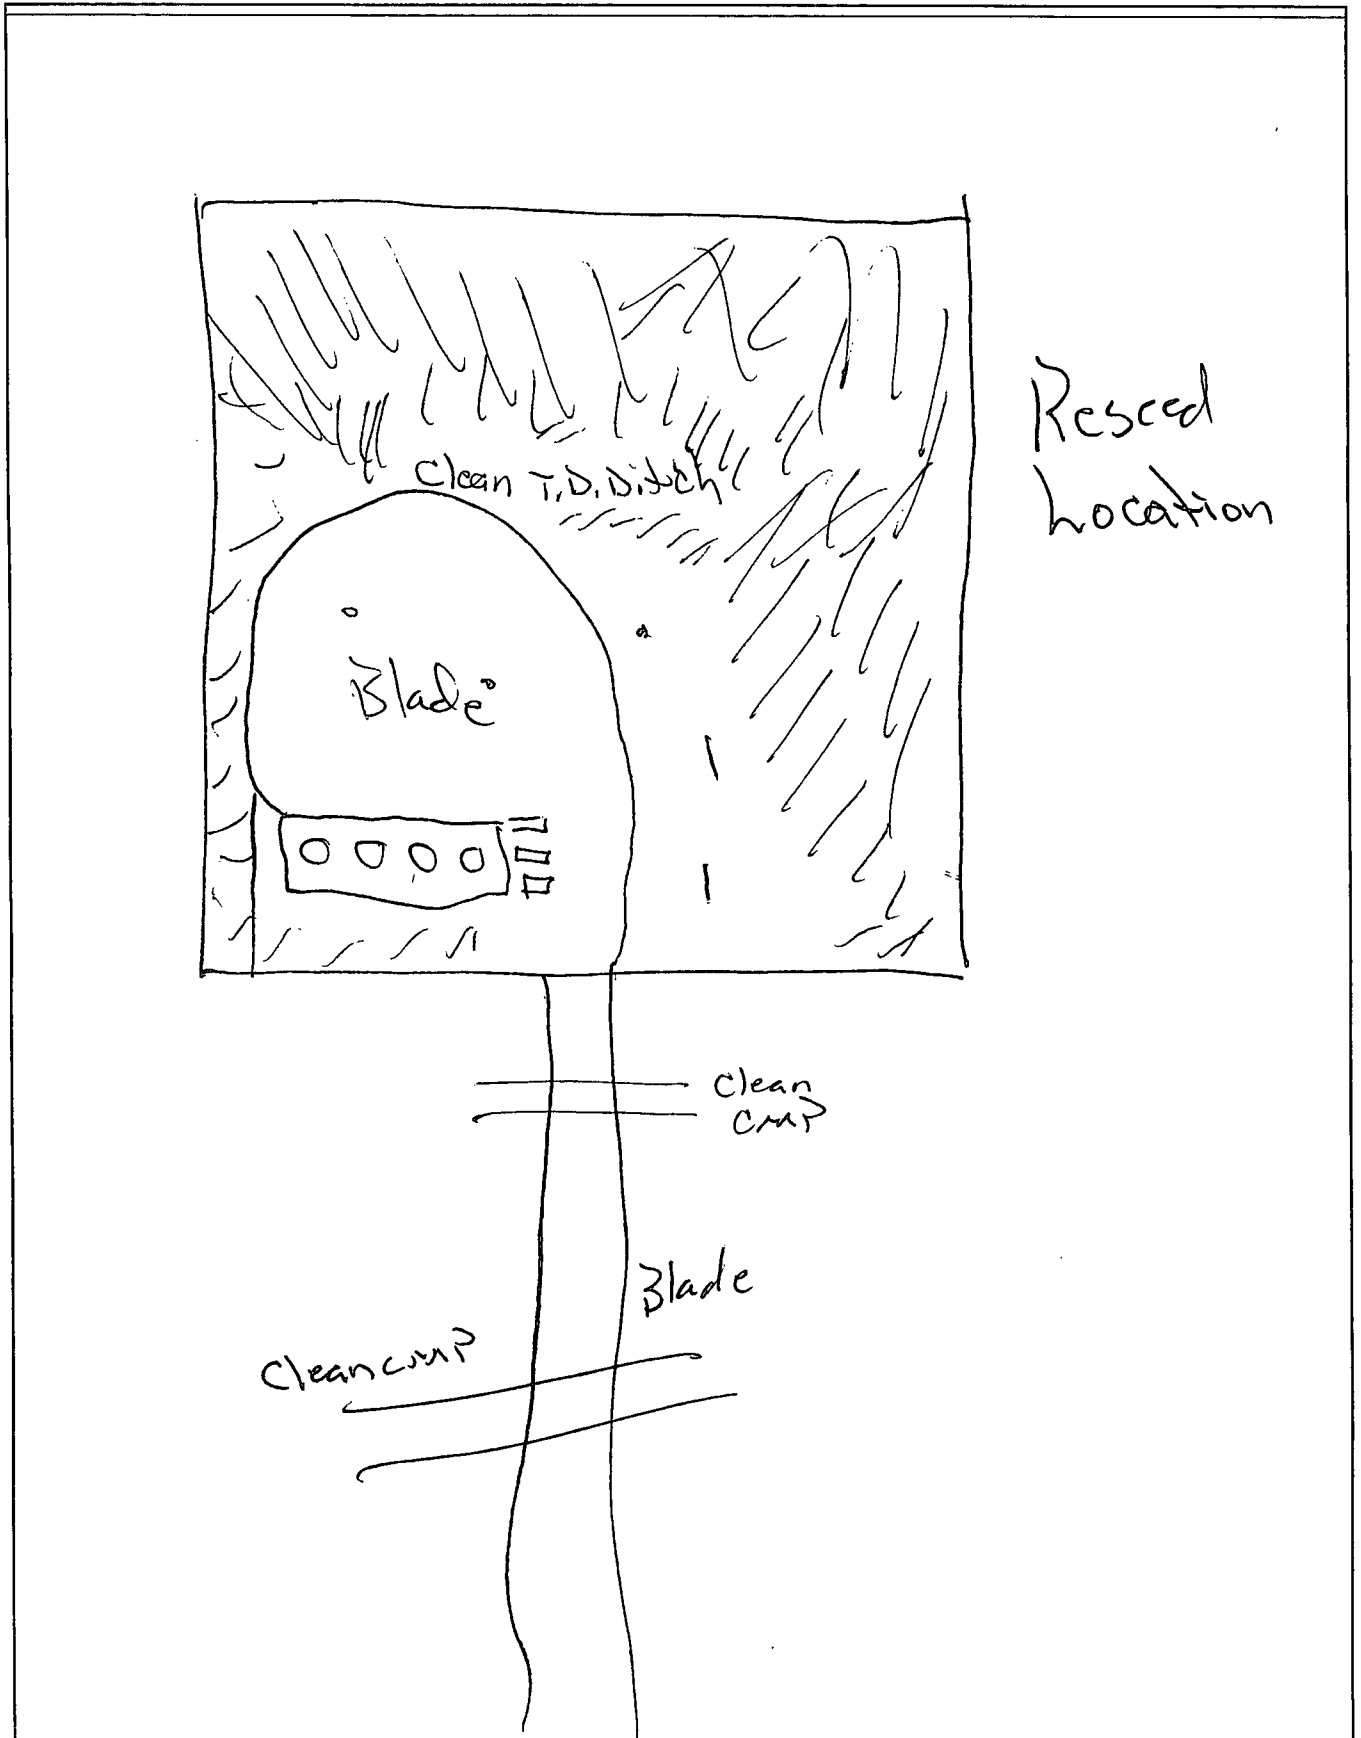 Reseed
Location
Clean T.D. Ditch
Blade
Clean
CMP
Blade
Clean CMP